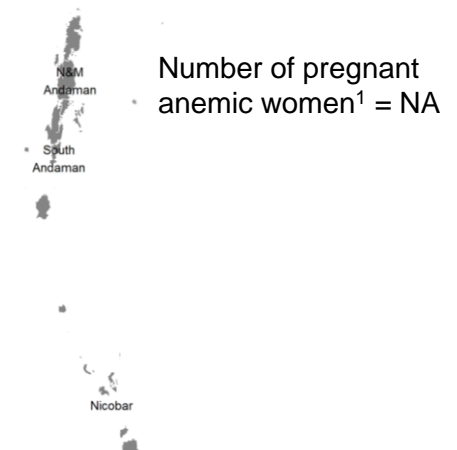 Number of pregnant
anemic women¹ = NA
N&M
Andaman
South
Andaman
Nicobar